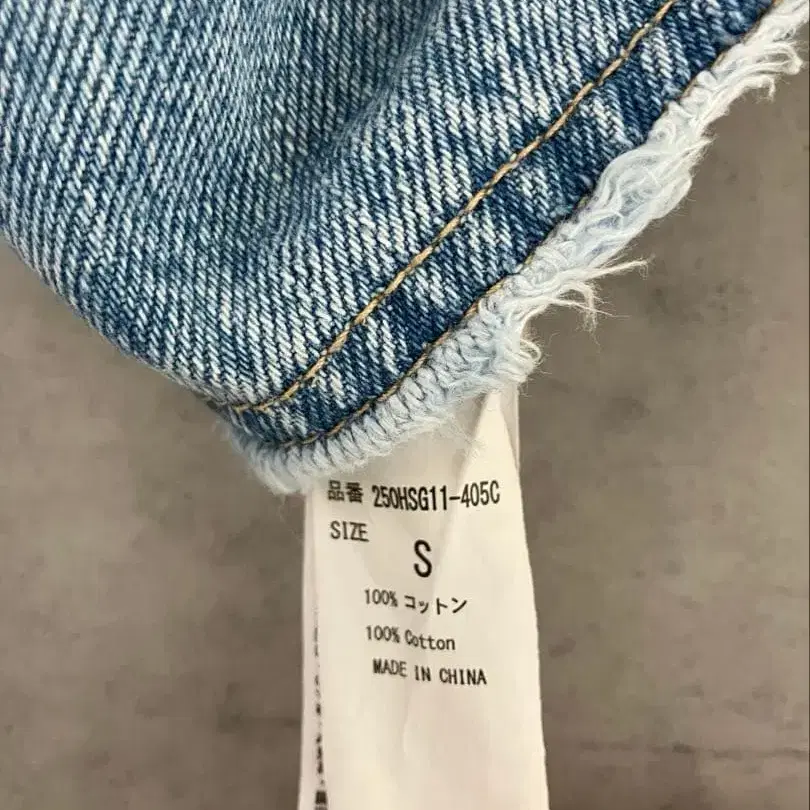 品番 250HSG11-405C
SIZE
S
100% コットン
100% Cotton
MADE IN CHINA